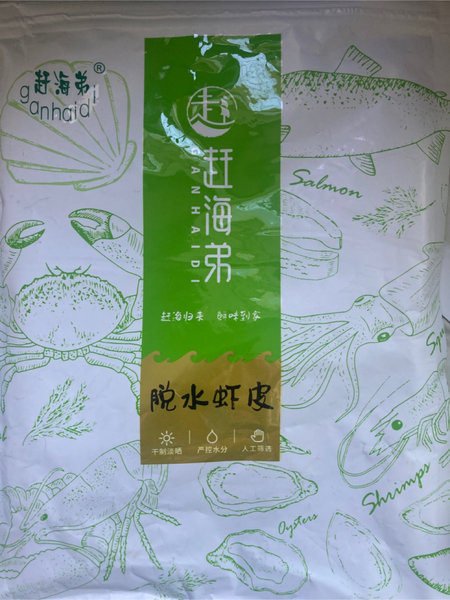 赶海弟®
ganhaidi
赶
赶海弟
GANHAIDI
Salmon
赶海归来 鲜味到家
脱水虾皮
干制淡晒 严控水分 人工筛选
Shrimps
Oysters